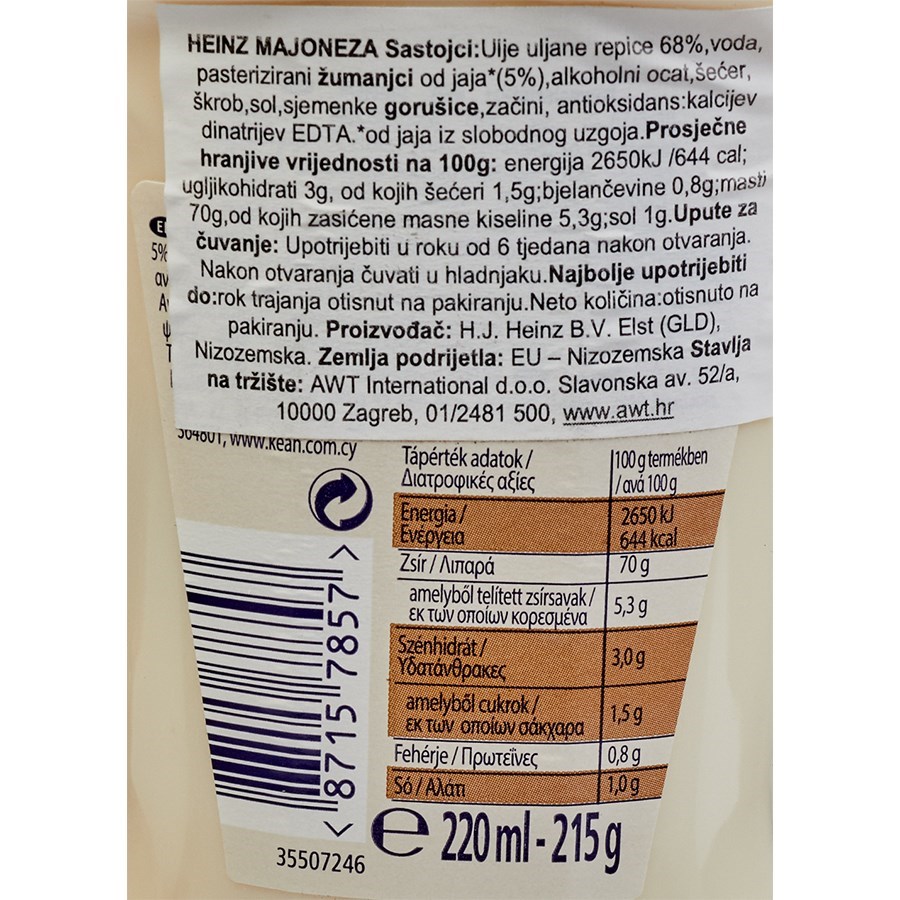 HEINZ MAJONEZA Sastojci:Ulje uljane repice 68%,voda,
pasterizirani žumanjci od jaja*(5%),alkoholni ocat,šećer,
škrob,sol,sjemenke gorušice,začini, antioksidans:kalcijev
dinatrijev EDTA.*od jaja iz slobodnog uzgoja.Prosječne
hranjive vrijednosti na 100g: energija 2650kJ /644 cal;
ugljikohidrati 3g, od kojih šećeri 1,5g;bjelančevine 0,8g;masti
70g,od kojih zasićene masne kiseline 5,3g;sol 1g.Upute za
čuvanje: Upotrijebiti u roku od 6 tjedana nakon otvaranja.
Nakon otvaranja čuvati u hladnjaku.Najbolje upotrijebiti
do:rok trajanja otisnut na pakiranju.Neto količina:otisnuto na
pakiranju. Proizvođač: H.J. Heinz B.V. Elst (GLD),
Nizozemska. Zemlja podrijetla: EU – Nizozemska Stavlja
na tržište: AWT International d.o.o. Slavonska av. 52/a,
10000 Zagreb, 01/2481 500, www.awt.hr
5%
www.kean.com.cy
Tápérték adatok / 100 g termékben
Διατροφικές αξίες / ανά 100 g
Energia / 2650 kJ
Ενέργεια 644 kcal
Zsír / Λιπαρά 70 g
amelyből telített zsírsavak / 5,3 g
εκ των οποίων κορεσμένα
Szénhidrát / 3,0 g
Υδατάνθρακες
amelyből cukrok / 1,5 g
εκ των οποίων σάκχαρα
Fehérje / Πρωτεΐνες 0,8 g
Só / Αλάτι 1,0 g
< 8715 7857 >
35507246
e 220 ml - 215 g